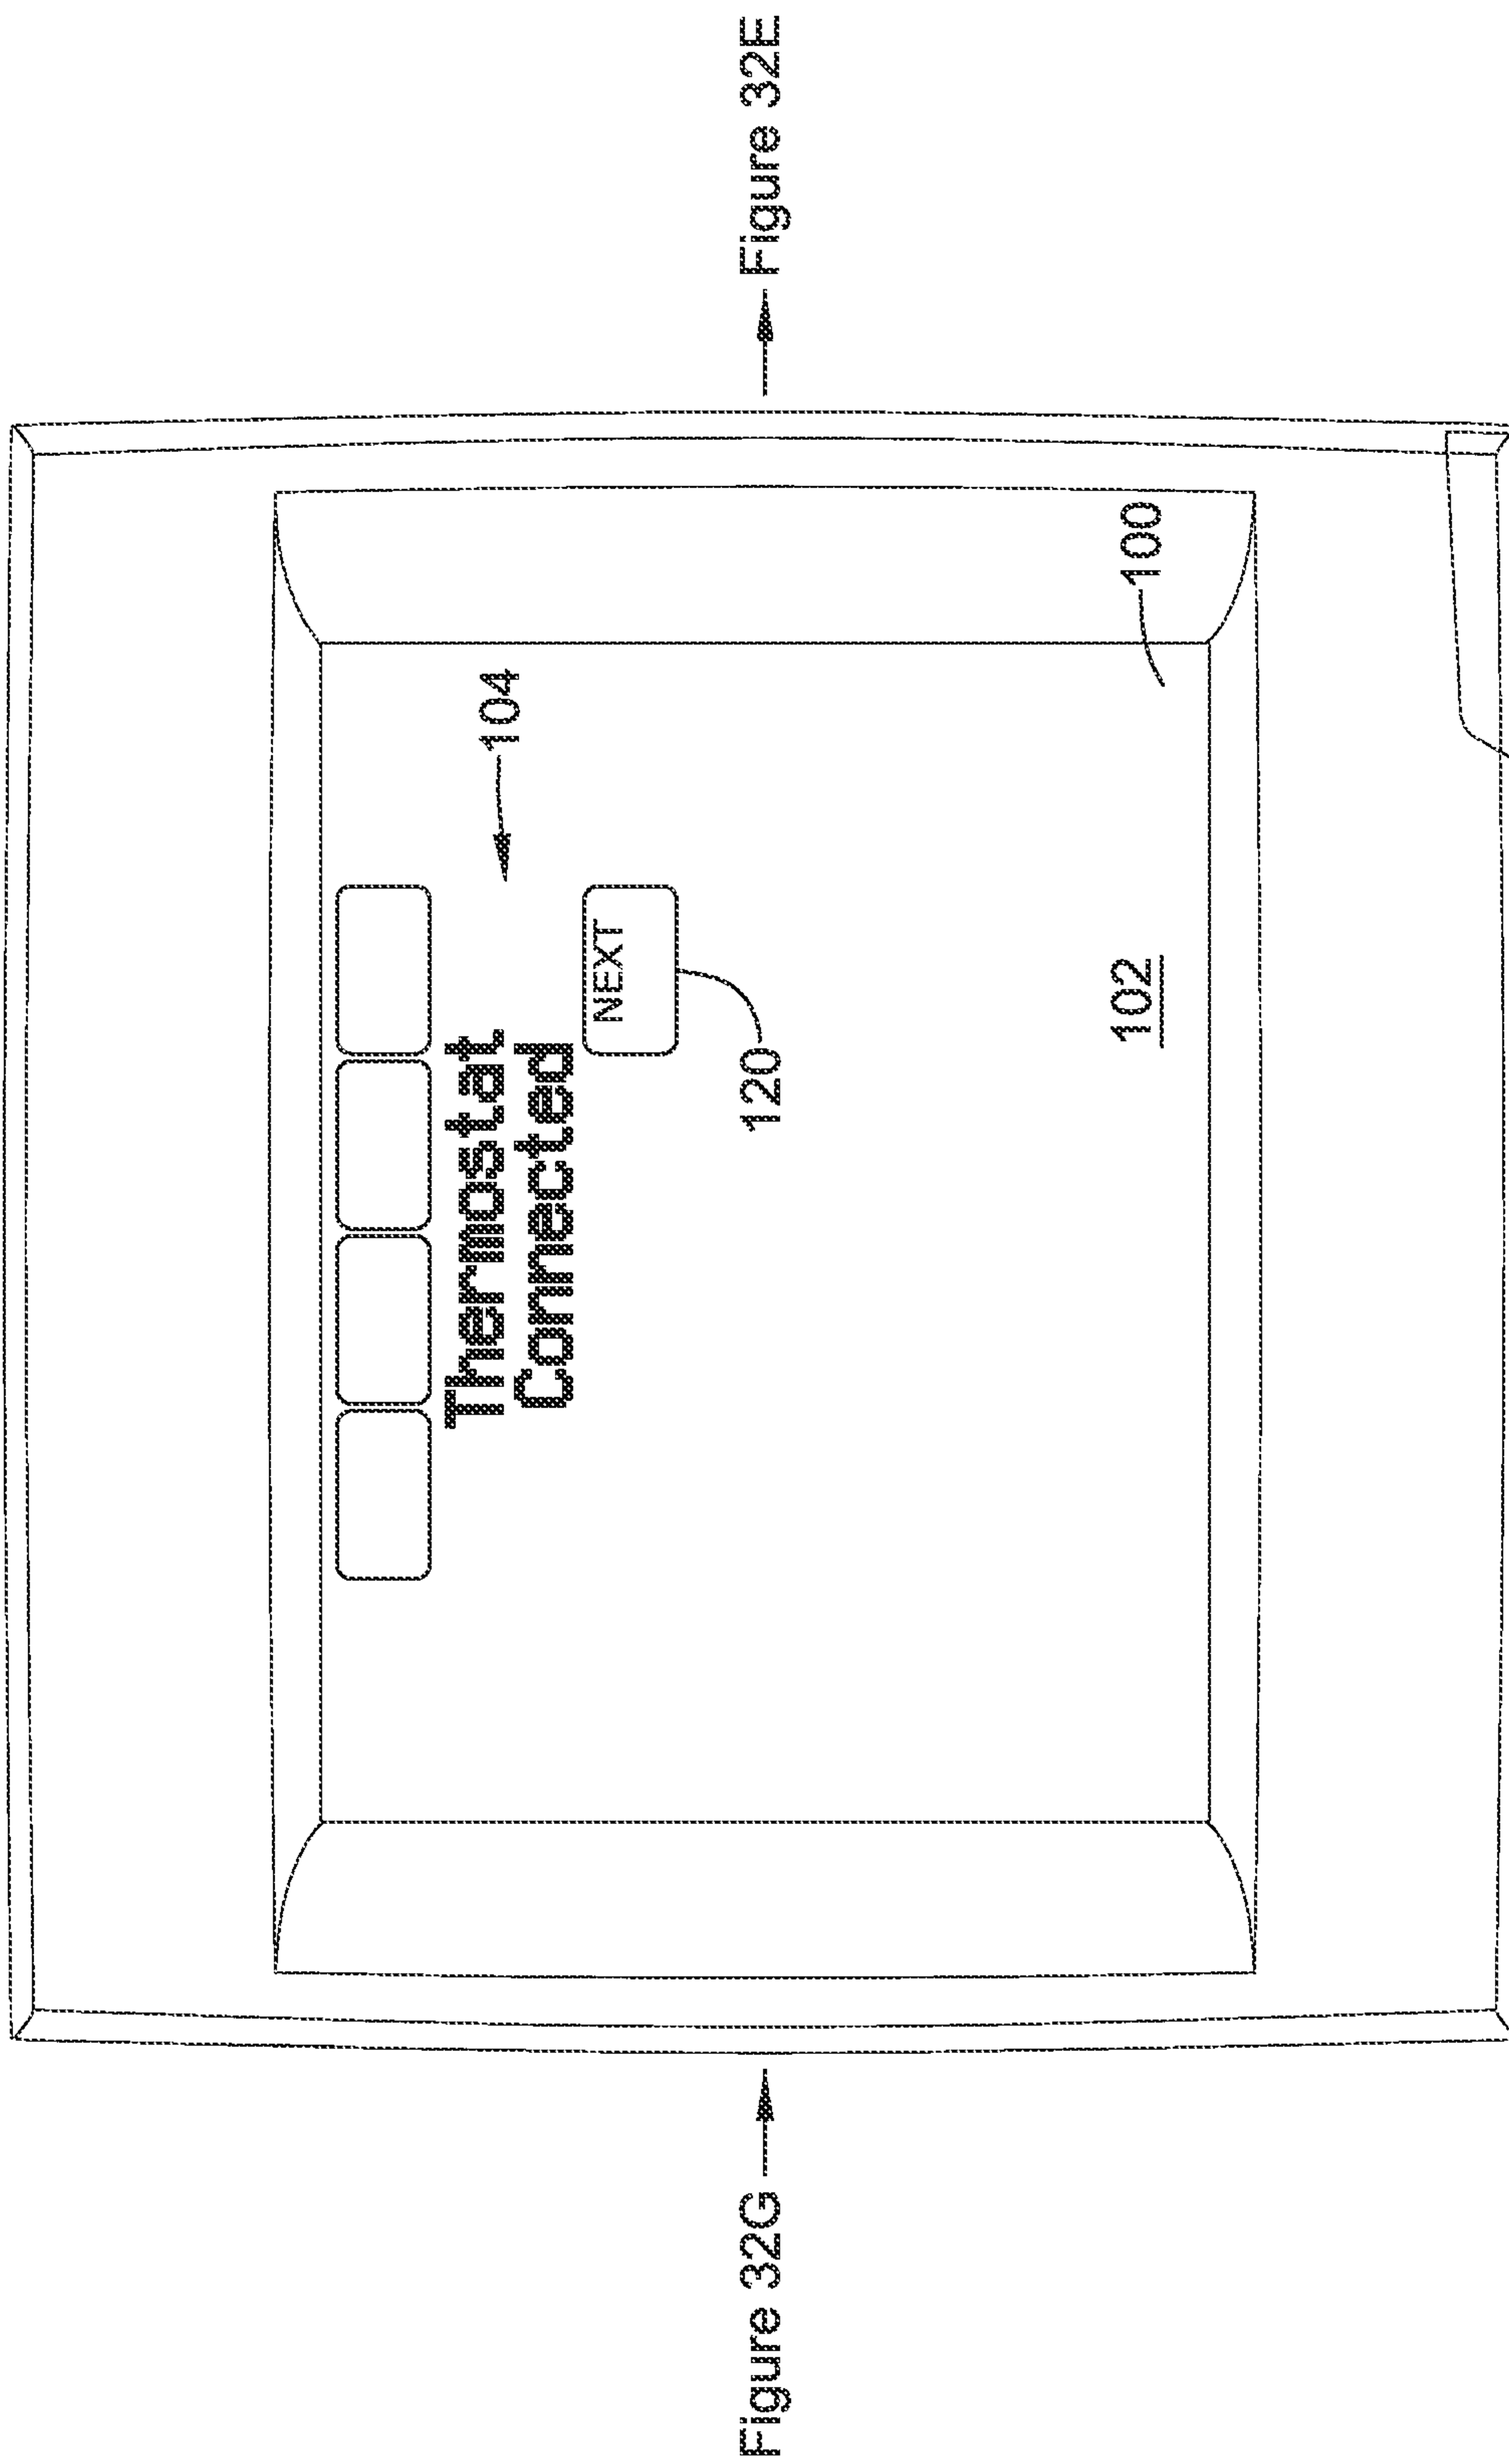 Thermostat
Connected
104
NEXT
120
Figure 32G
Figure 32E
102
100